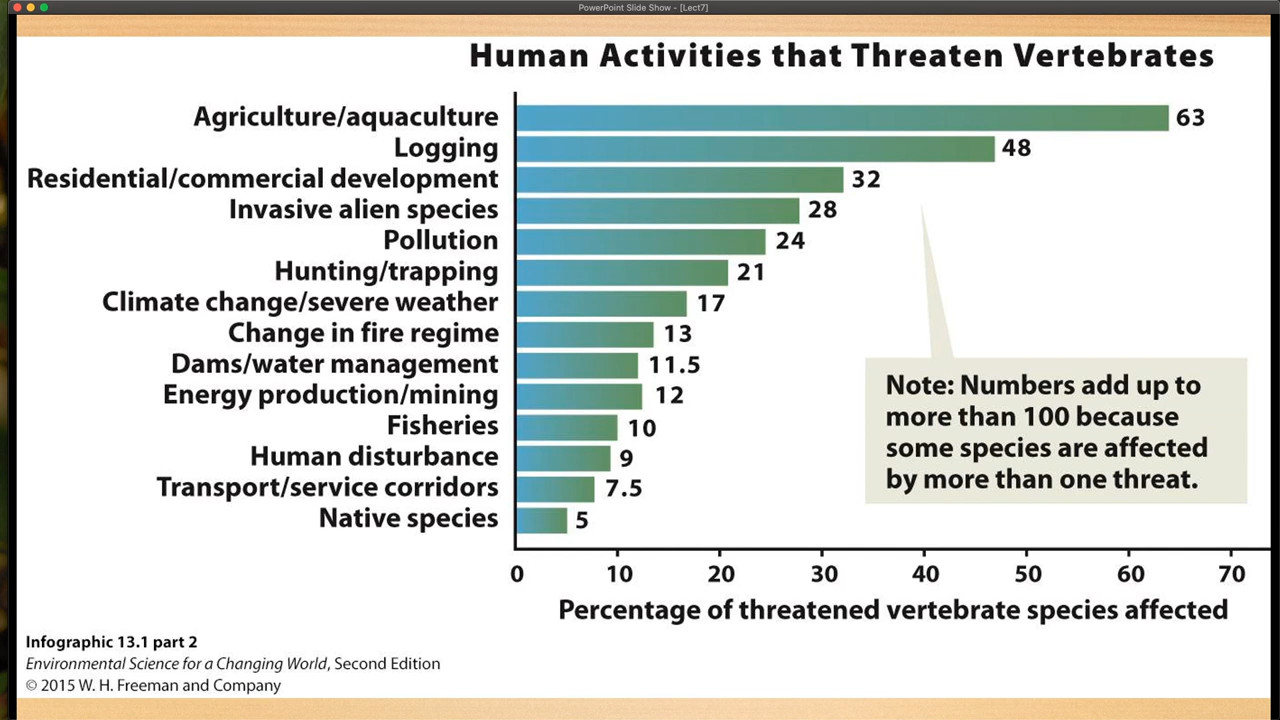 PowerPoint Slide Show - [Lect7]
Human Activities that Threaten Vertebrates
Agriculture/aquaculture 63
Logging 48
Residential/commercial development 32
Invasive alien species 28
Pollution 24
Hunting/trapping 21
Climate change/severe weather 17
Change in fire regime 13
Dams/water management 11.5
Energy production/mining 12
Fisheries 10
Human disturbance 9
Transport/service corridors 7.5
Native species 5
Note: Numbers add up to
more than 100 because
some species are affected
by more than one threat.
0 10 20 30 40 50 60 70
Percentage of threatened vertebrate species affected
Infographic 13.1 part 2
Environmental Science for a Changing World, Second Edition
© 2015 W. H. Freeman and Company